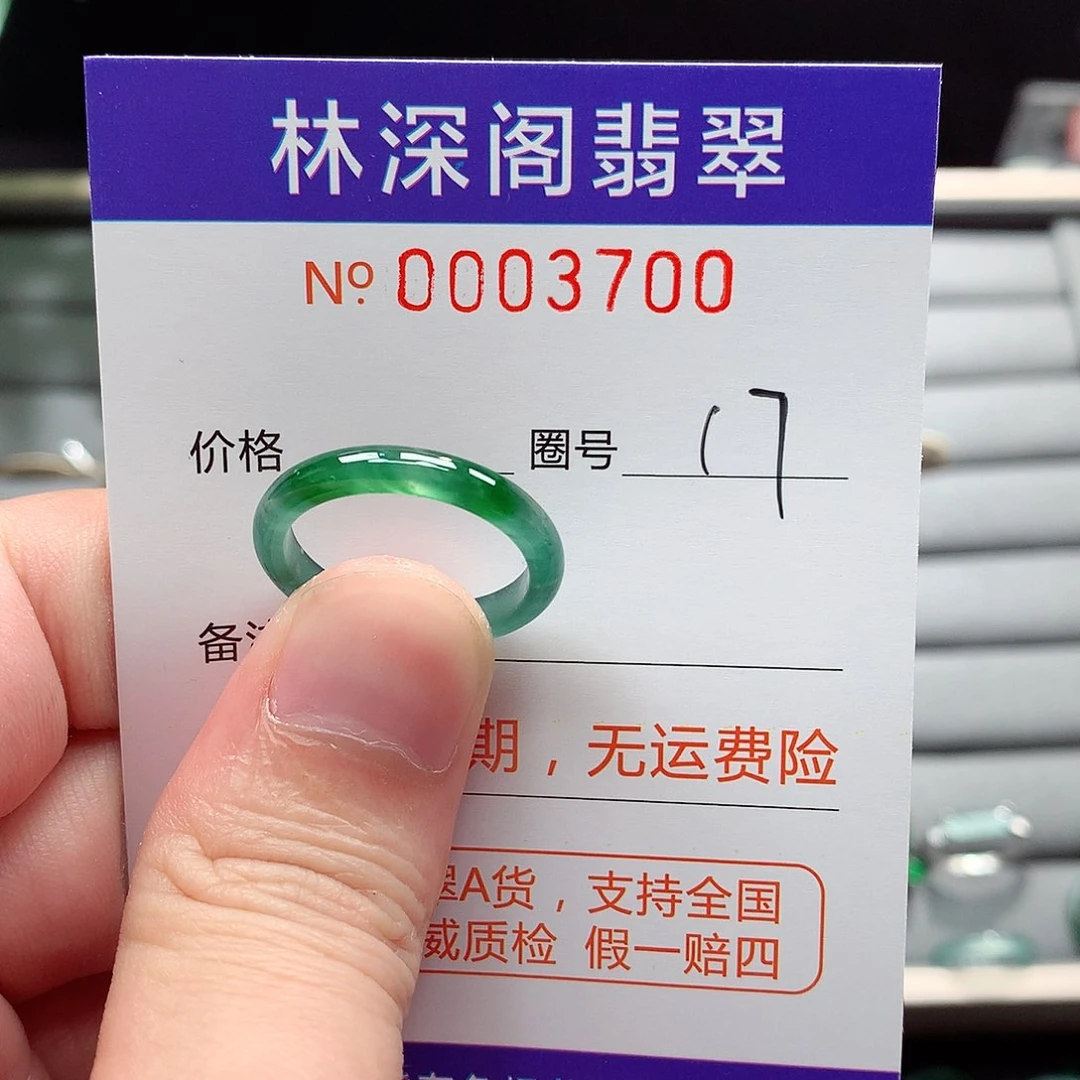 林深阁翡翠
Nº 0003700
价格 圈号 17
备
期，无运费险
A货，支持全国
威质检 假一赔四